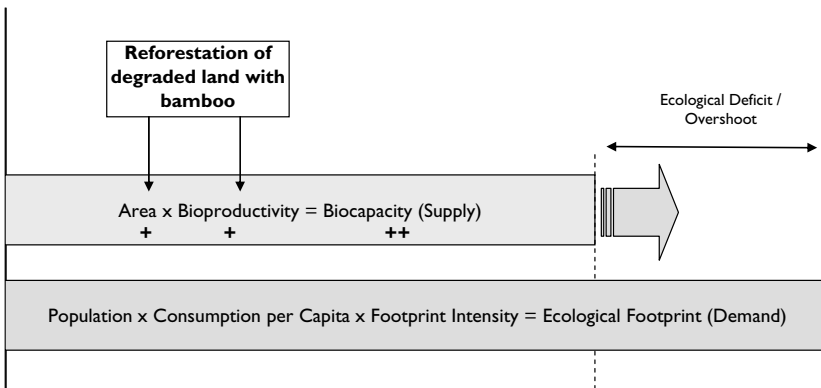 Reforestation of
degraded land with
bamboo
Ecological Deficit /
Overshoot
Area x Bioproductivity = Biocapacity (Supply)
+ + ++
Population x Consumption per Capita x Footprint Intensity = Ecological Footprint (Demand)